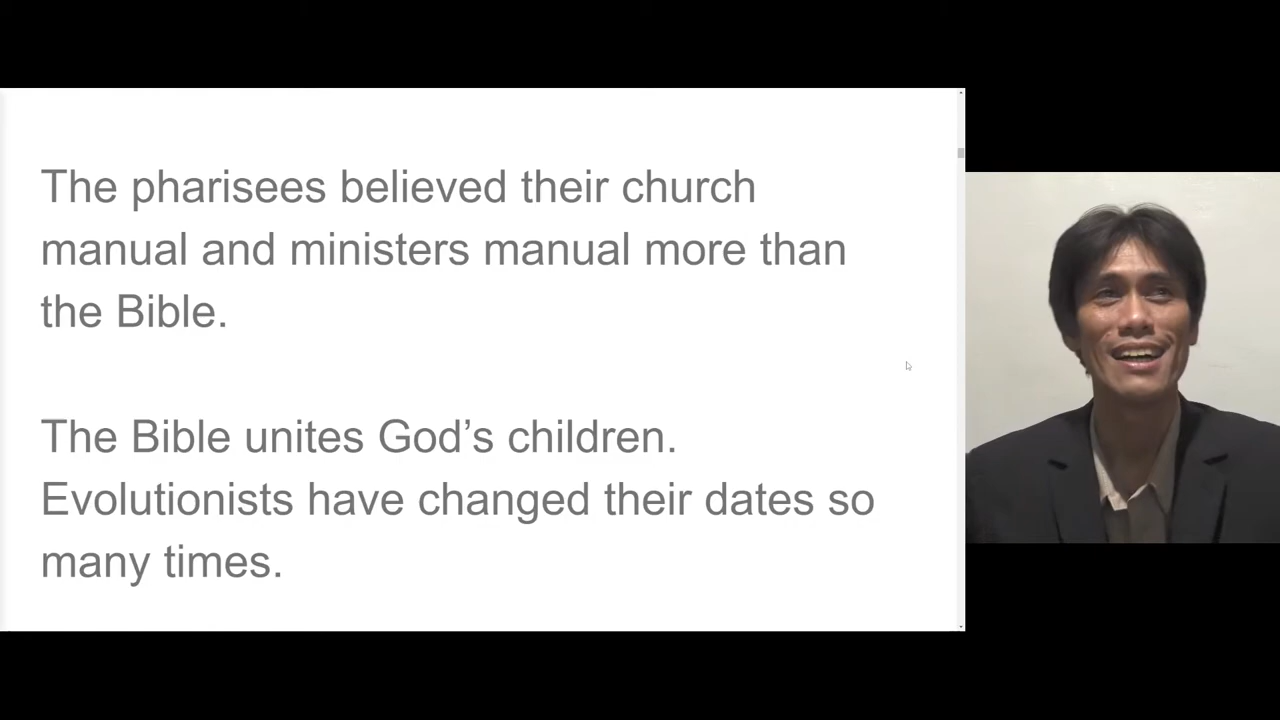 The pharisees believed their church
manual and ministers manual more than
the Bible.
The Bible unites God’s children.
Evolutionists have changed their dates so
many times.